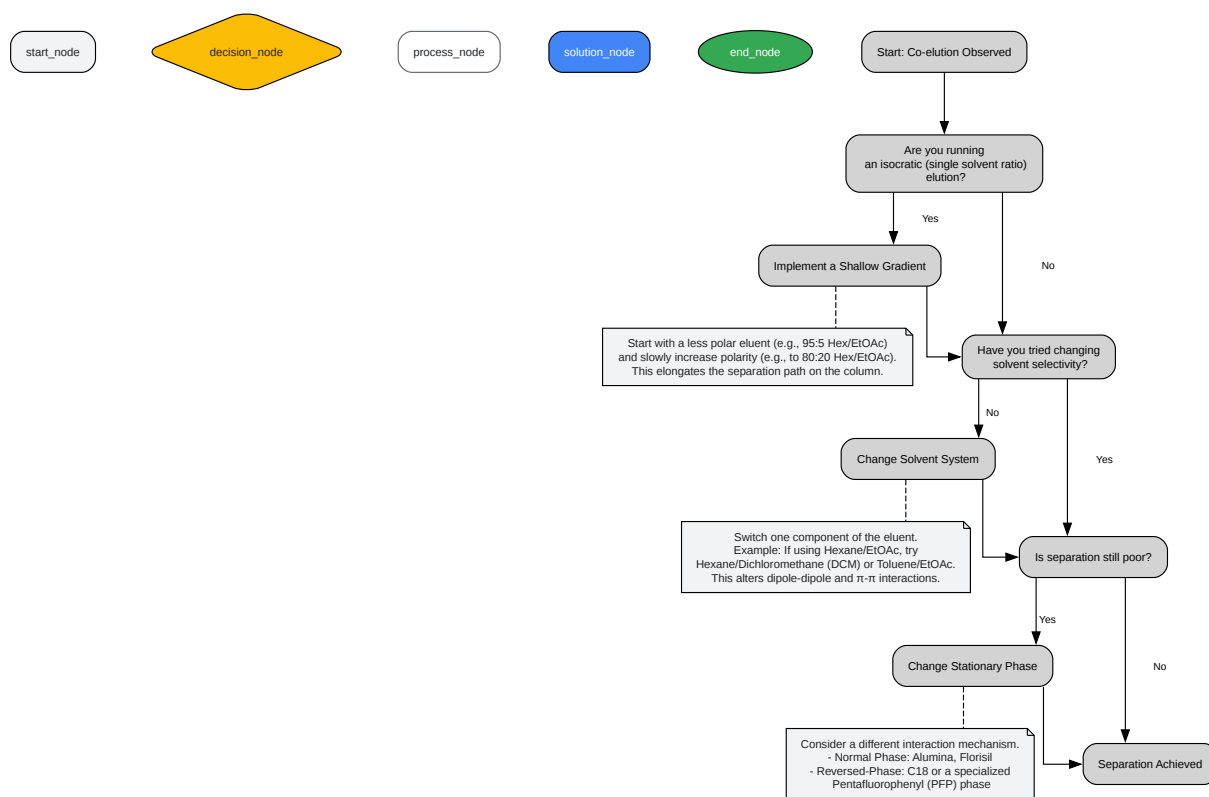 start_node
decision_node
process_node
solution_node
end_node
Start: Co-elution Observed
Are you running
an isocratic (single solvent ratio)
elution?
Yes
No
Implement a Shallow Gradient
Start with a less polar eluent (e.g., 95:5 Hex/EtOAc)
and slowly increase polarity (e.g., to 80:20 Hex/EtOAc).
This elongates the separation path on the column.
Have you tried changing
solvent selectivity?
No
Yes
Change Solvent System
Switch one component of the eluent.
Example: If using Hexane/EtOAc, try
Hexane/Dichloromethane (DCM) or Toluene/EtOAc.
This alters dipole-dipole and π-π interactions.
Is separation still poor?
Yes
No
Change Stationary Phase
Consider a different interaction mechanism.
- Normal Phase: Alumina, Florisil
- Reversed-Phase: C18 or a specialized
Pentafluorophenyl (PFP) phase
Separation Achieved